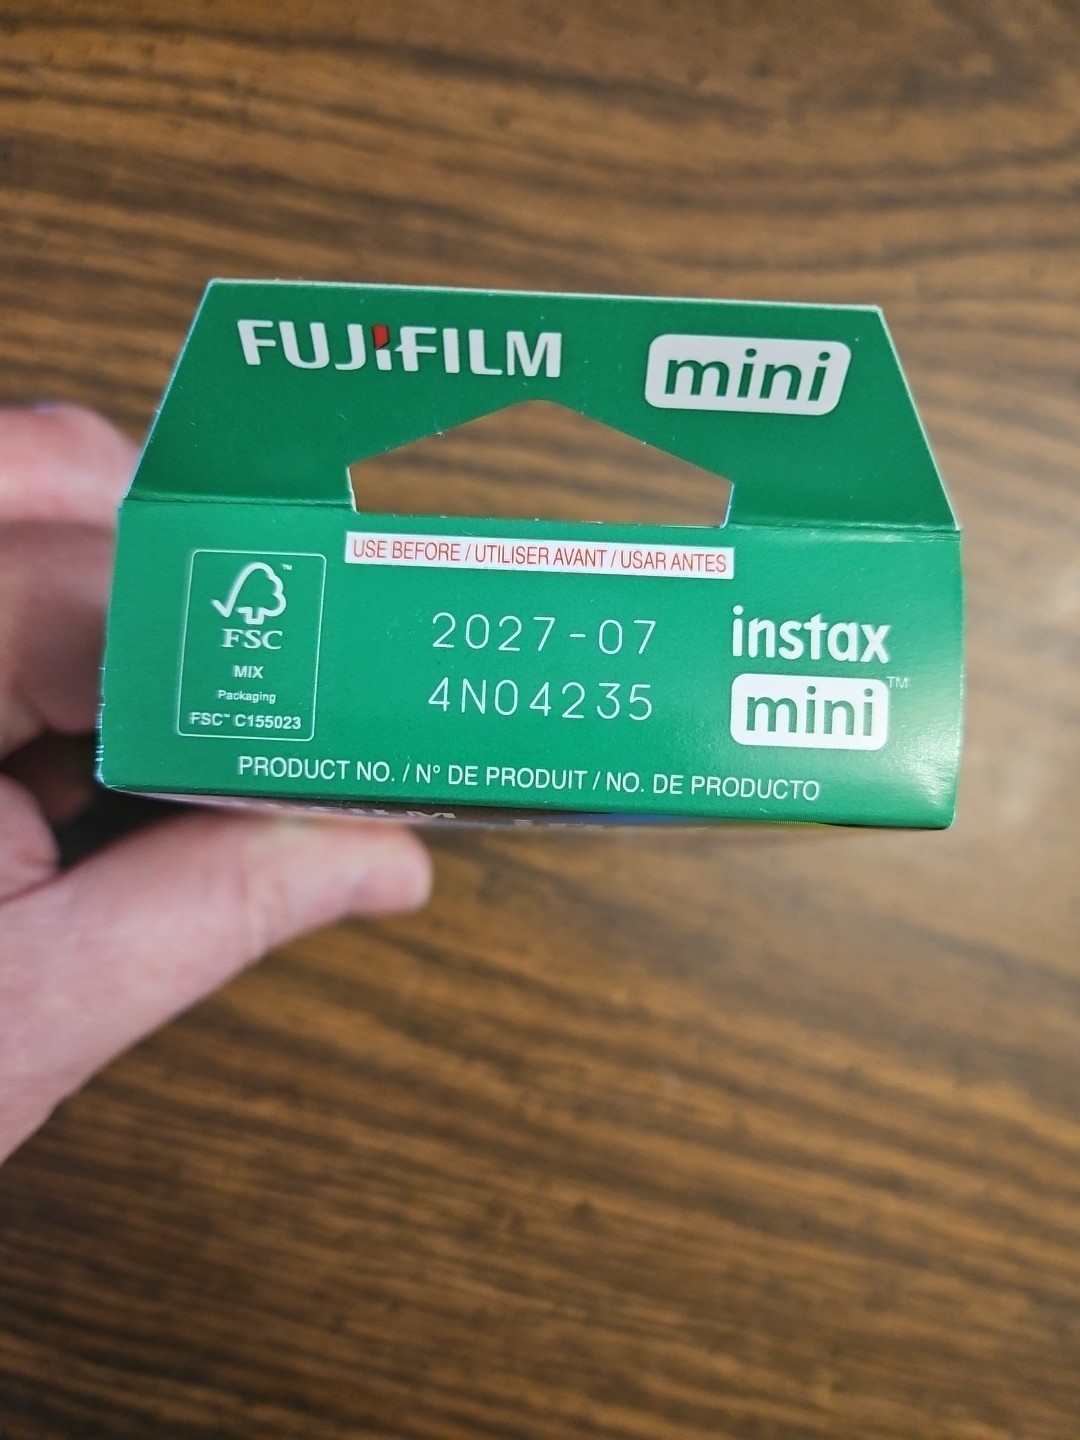 FUJIFILM
mini
USE BEFORE / UTILISER AVANT / USAR ANTES
™
FSC
MIX
Packaging
FSC™ C155023
2027-07
4N04235
instax
mini™
PRODUCT NO. / N° DE PRODUIT / NO. DE PRODUCTO